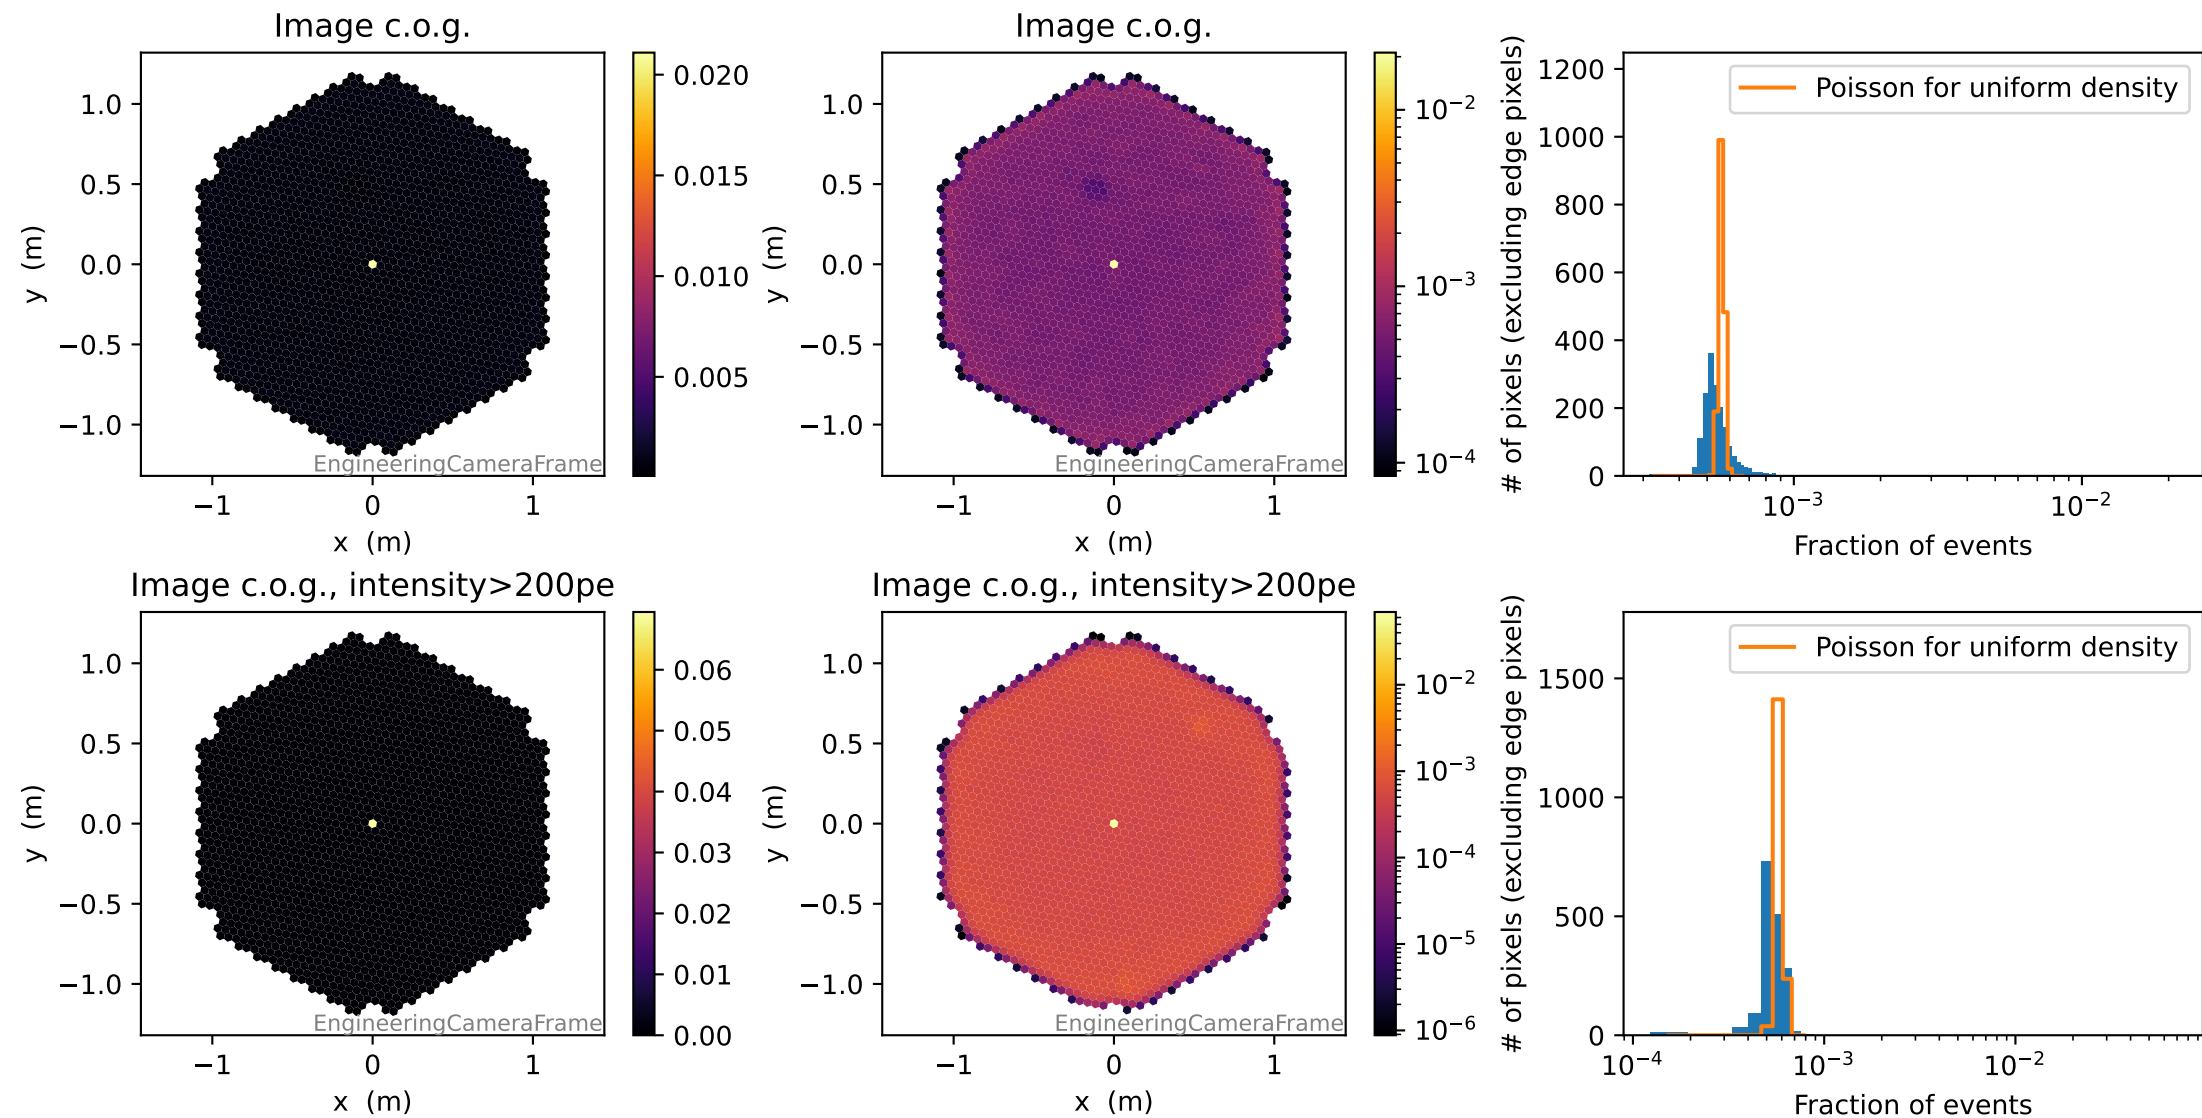 Image c.o.g.
1.0
0.5
0.0
−0.5
−1.0
y (m)
−1 0 1
x (m)
EngineeringCameraFrame
0.020
0.015
0.010
0.005
Image c.o.g.
1.0
0.5
0.0
−0.5
−1.0
y (m)
−1 0 1
x (m)
EngineeringCameraFrame
10⁻²
10⁻³
10⁻⁴
# of pixels (excluding edge pixels)
1200
1000
800
600
400
200
0
Poisson for uniform density
10⁻³ 10⁻²
Fraction of events
Image c.o.g., intensity>200pe
1.0
0.5
0.0
−0.5
−1.0
y (m)
−1 0 1
x (m)
EngineeringCameraFrame
0.06
0.05
0.04
0.03
0.02
0.01
0.00
Image c.o.g., intensity>200pe
1.0
0.5
0.0
−0.5
−1.0
y (m)
−1 0 1
x (m)
EngineeringCameraFrame
10⁻²
10⁻³
10⁻⁴
10⁻⁵
10⁻⁶
# of pixels (excluding edge pixels)
1500
1000
500
0
Poisson for uniform density
10⁻⁴ 10⁻³ 10⁻²
Fraction of events